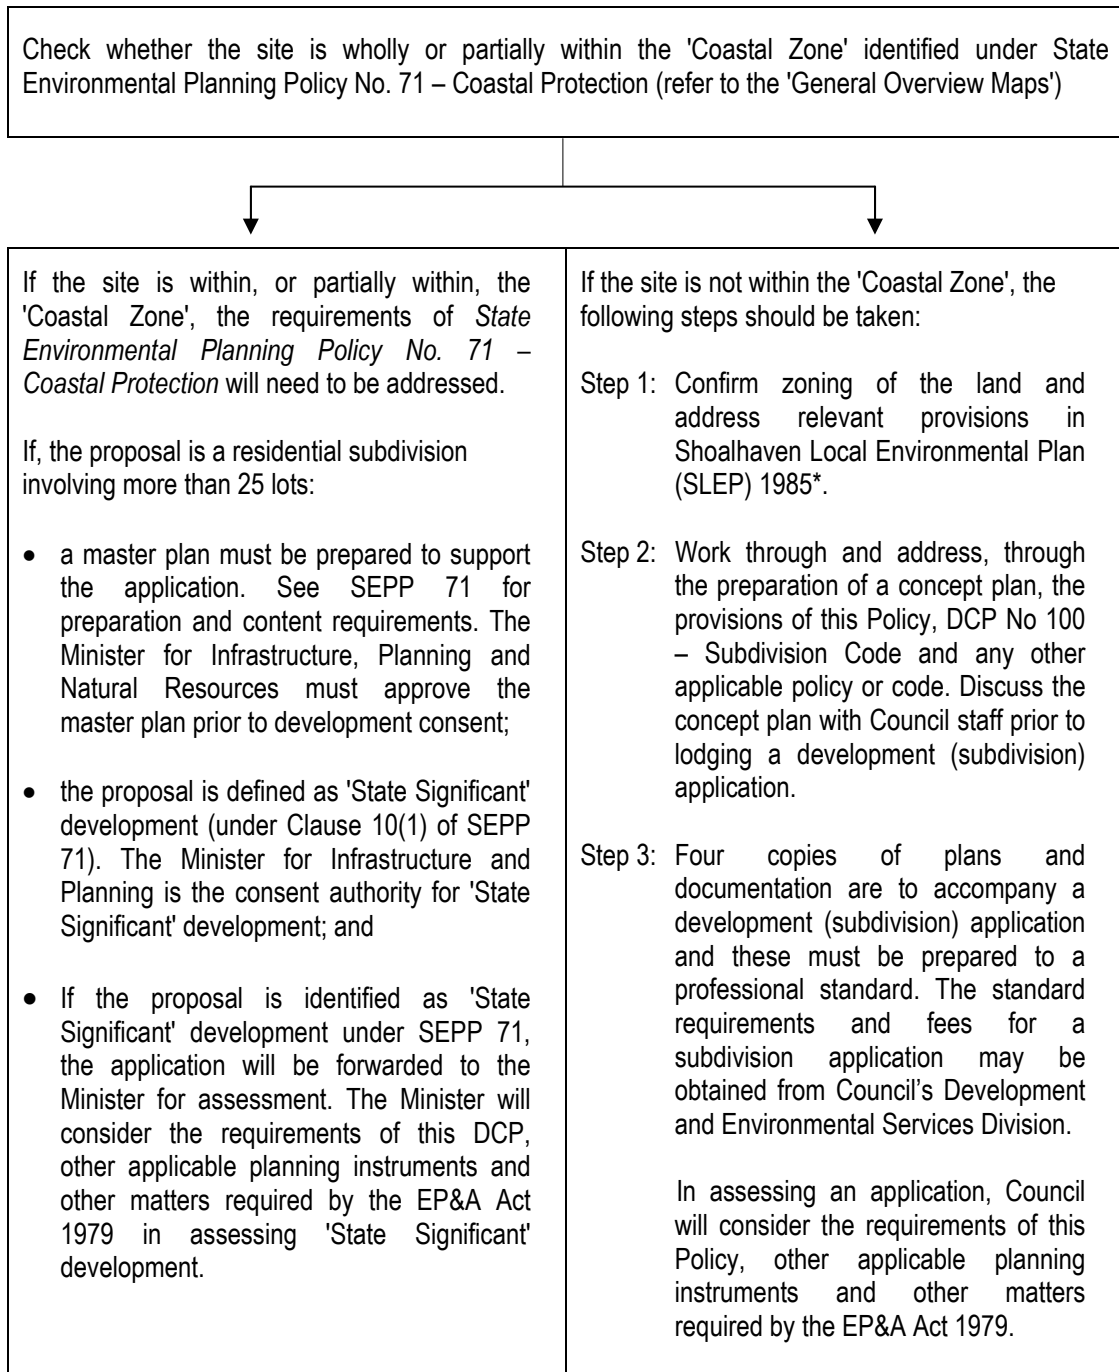 Check whether the site is wholly or partially within the 'Coastal Zone' identified under State
Environmental Planning Policy No. 71 – Coastal Protection (refer to the 'General Overview Maps')
If the site is within, or partially within, the
'Coastal Zone', the requirements of State
Environmental Planning Policy No. 71 –
Coastal Protection will need to be addressed.
If, the proposal is a residential subdivision
involving more than 25 lots:
• a master plan must be prepared to support
the application. See SEPP 71 for
preparation and content requirements. The
Minister for Infrastructure, Planning and
Natural Resources must approve the
master plan prior to development consent;
• the proposal is defined as 'State Significant'
development (under Clause 10(1) of SEPP
71). The Minister for Infrastructure and
Planning is the consent authority for 'State
Significant' development; and
• If the proposal is identified as 'State
Significant' development under SEPP 71,
the application will be forwarded to the
Minister for assessment. The Minister will
consider the requirements of this DCP,
other applicable planning instruments and
other matters required by the EP&A Act
1979 in assessing 'State Significant'
development.
If the site is not within the 'Coastal Zone', the
following steps should be taken:
Step 1: Confirm zoning of the land and
address relevant provisions in
Shoalhaven Local Environmental Plan
(SLEP) 1985*.
Step 2: Work through and address, through
the preparation of a concept plan, the
provisions of this Policy, DCP No 100
– Subdivision Code and any other
applicable policy or code. Discuss the
concept plan with Council staff prior to
lodging a development (subdivision)
application.
Step 3: Four copies of plans and
documentation are to accompany a
development (subdivision) application
and these must be prepared to a
professional standard. The standard
requirements and fees for a
subdivision application may be
obtained from Council's Development
and Environmental Services Division.
In assessing an application, Council
will consider the requirements of this
Policy, other applicable planning
instruments and other matters
required by the EP&A Act 1979.